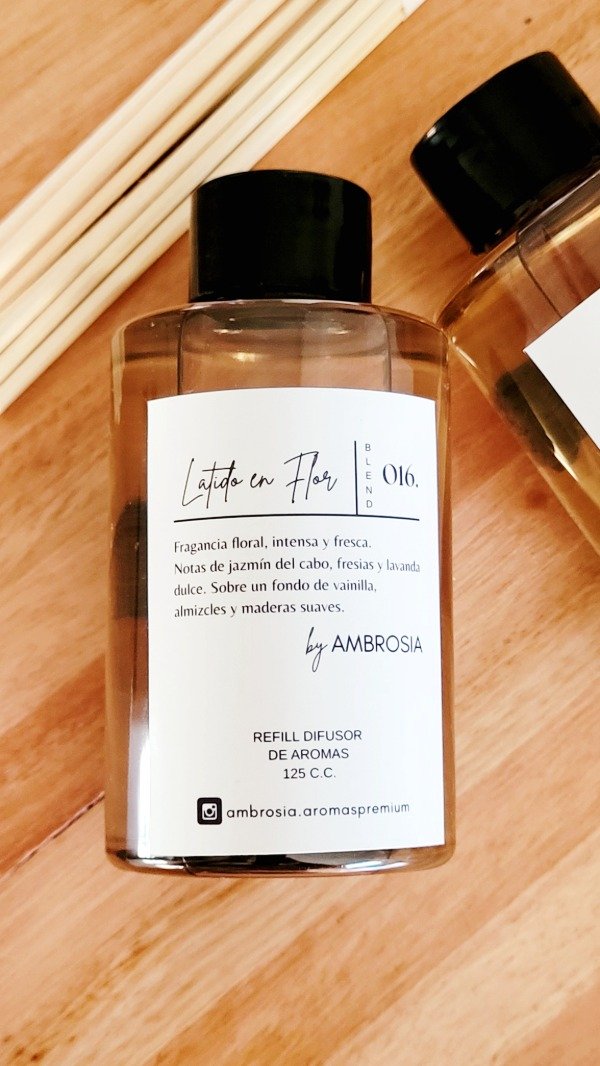 Latido en Flor
BLEND
016.
Fragancia floral, intensa y fresca.
Notas de jazmín del cabo, fresias y lavanda
dulce. Sobre un fondo de vainilla,
almizcles y maderas suaves.
by AMBROSIA
REFILL DIFUSOR
DE AROMAS
125 C.C.
ambrosia.aromaspremium